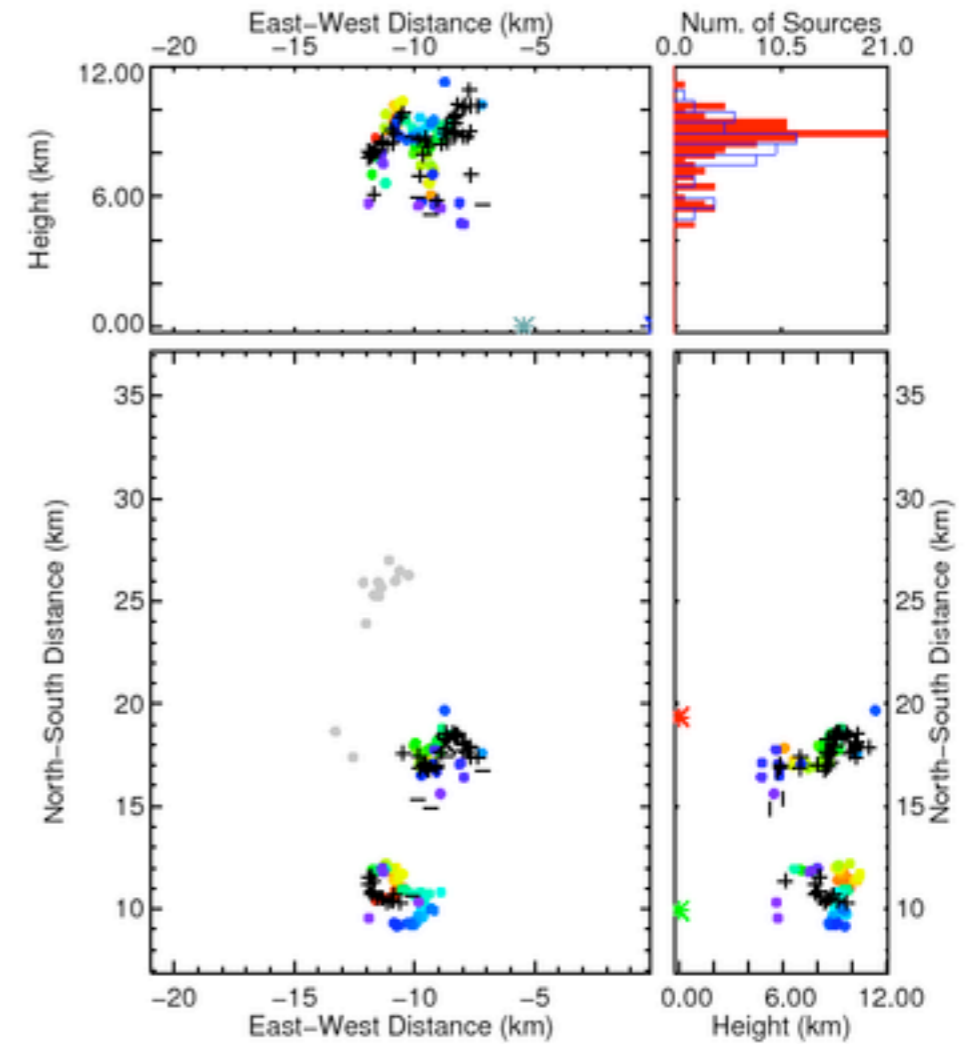 East−West Distance (km) Num. of Sources
−20 −15 −10 −5 0.0 10.5 21.0
12.00
6.00
0.00
Height (km)
35 35
30 30
25 25
20 20
15 15
10 10
North−South Distance (km) North−South Distance (km)
−20 −15 −10 −5 0.00 6.00 12.00
East−West Distance (km) Height (km)